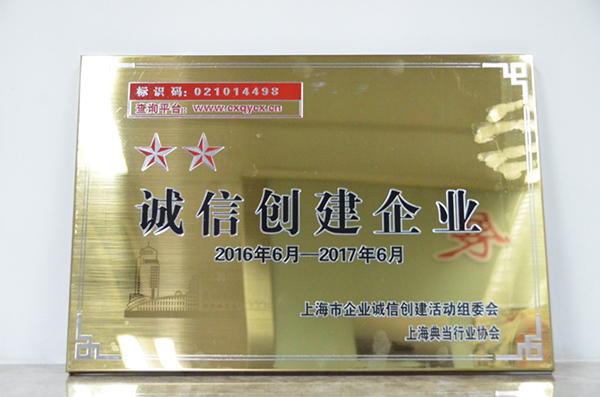 标识码: 021014498
查询平台: www.cxqycx.cn
诚信创建企业
2016年6月—2017年6月
上海市企业诚信创建活动组委会
上海典当行业协会